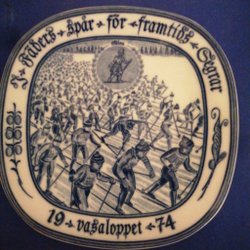 I fäders spår för framtids segrar
19 vasaloppet 74